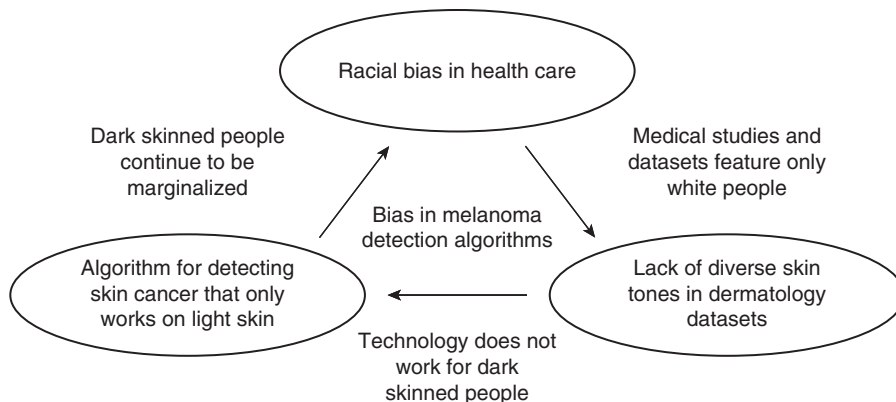 Racial bias in health care
Dark skinned people
continue to be
marginalized
Medical studies and
datasets feature only
white people
Bias in melanoma
detection algorithms
Algorithm for detecting
skin cancer that only
works on light skin
Lack of diverse skin
tones in dermatology
datasets
Technology does not
work for dark
skinned people